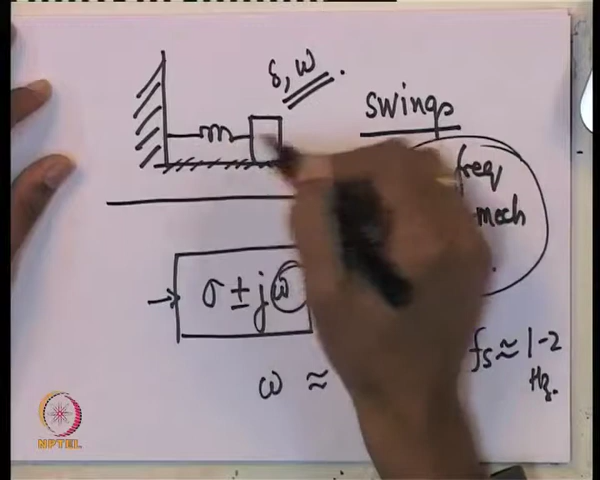 δ, ω
swings
freq
mech
σ ± jω
ω ≈
fs ≈ 1-2
Hz.
NPTEL